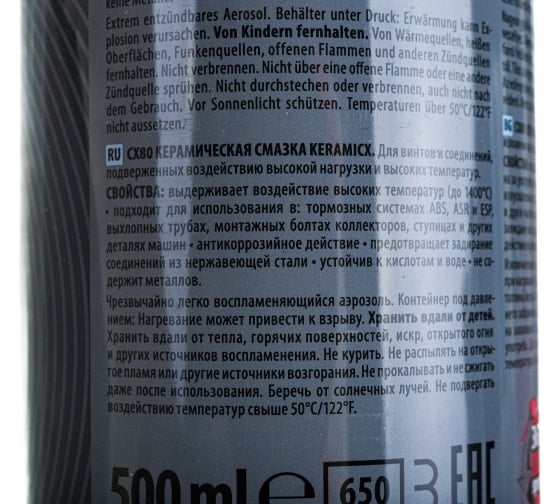 keine Metalle.
Extrem entzündbares Aerosol. Behälter unter Druck: Erwärmung kann Ex-
plosion verursachen. Von Kindern fernhalten. Von Wärmequellen, heißen
Oberflächen, Funkenquellen, offenen Flammen und anderen Zündquellen
fernhalten. Nicht verbrennen. Nicht über eine offene Flamme oder eine andere
Zündquelle sprühen. Nicht durchstechen oder verbrennen, auch nicht nach
dem Gebrauch. Vor Sonnenlicht schützen. Temperaturen über 50°C/122°F
nicht aussetzen.
RU CX80 КЕРАМИЧЕСКАЯ СМАЗКА KERAMICX. Для винтов и соединений,
подверженных воздействию высокой нагрузки и высоких температур.
СВОЙСТВА: выдерживает воздействие высоких температур (до 1400°C)
• подходит для использования в: тормозных системах ABS, ASR и ESP,
выхлопных трубах, монтажных болтах коллекторов, ступицах и других
деталях машин • антикоррозийное действие • предотвращает задирание
соединений из нержавеющей стали • устойчив к кислотам и воде • не со-
держит металлов.
Чрезвычайно легко воспламеняющийся аэрозоль. Контейнер под давле-
нием: Нагревание может привести к взрыву. Хранить вдали от детей.
Хранить вдали от тепла, горячих поверхностей, искр, открытого огня
и других источников воспламенения. Не курить. Не распылять на откры-
тое пламя или другие источники возгорания. Не прокалывать и не сжигать
даже после использования. Беречь от солнечных лучей. Не подвергать
воздействию температур свыше 50°C/122°F.
500 ml e 650 3 EAC
BG